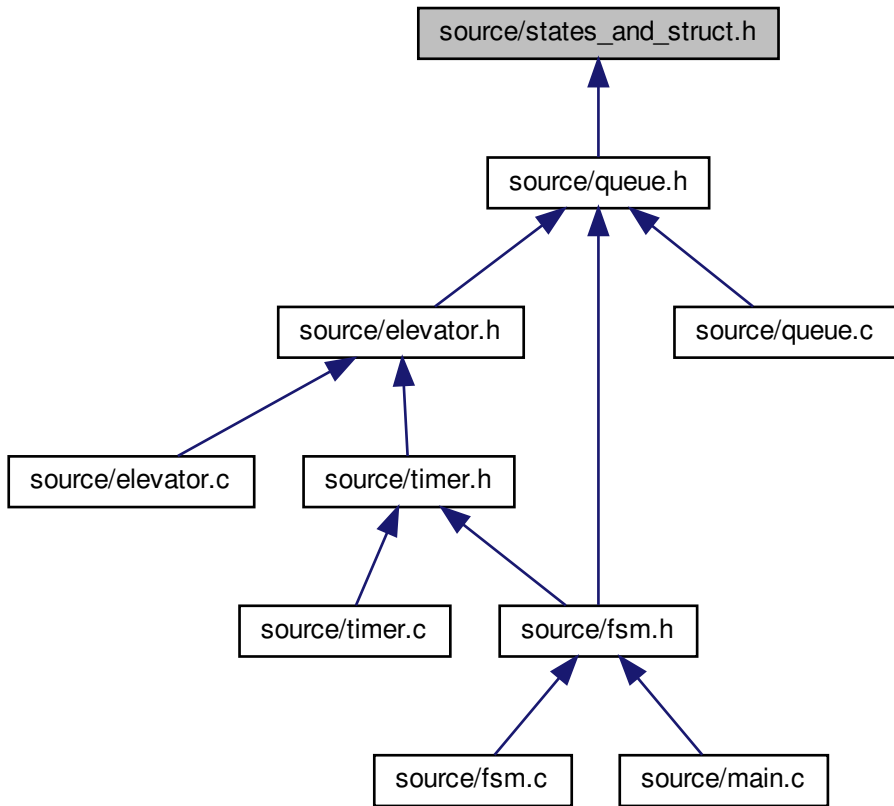 source/states_and_struct.h
source/queue.h
source/elevator.h
source/queue.c
source/elevator.c
source/timer.h
source/timer.c
source/fsm.h
source/fsm.c
source/main.c